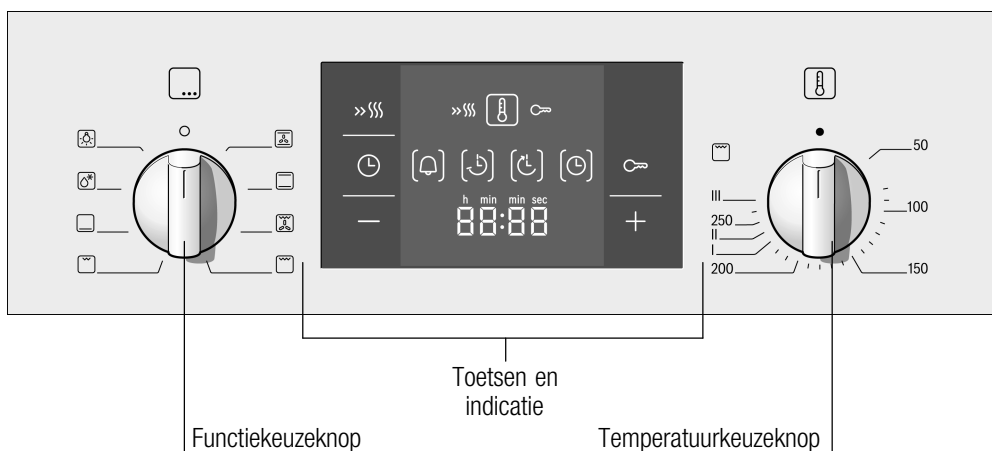 h min min sec
88:88
50
100
150
200
I
II
250
III
Toetsen en
indicatie
Functiekeuzeknop
Temperatuurkeuzeknop